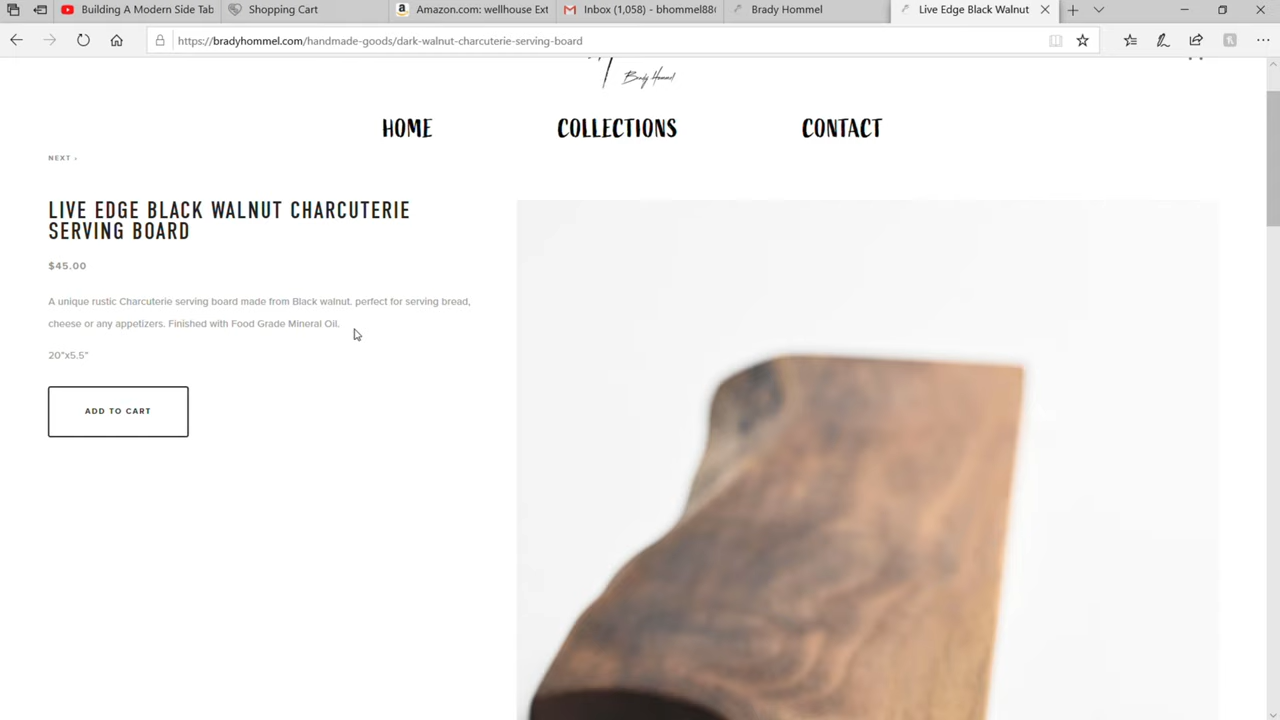 Building A Modern Side Tab
Shopping Cart
Amazon.com: wellhouse Ext
Inbox (1,058) - bhommel88
Brady Hommel
Live Edge Black Walnut
https://bradyhommel.com/handmade-goods/dark-walnut-charcuterie-serving-board
Brady Hommel
HOME
COLLECTIONS
CONTACT
NEXT ›
LIVE EDGE BLACK WALNUT CHARCUTERIE
SERVING BOARD
$45.00
A unique rustic Charcuterie serving board made from Black walnut. perfect for serving bread,
cheese or any appetizers. Finished with Food Grade Mineral Oil.
20"x5.5"
ADD TO CART